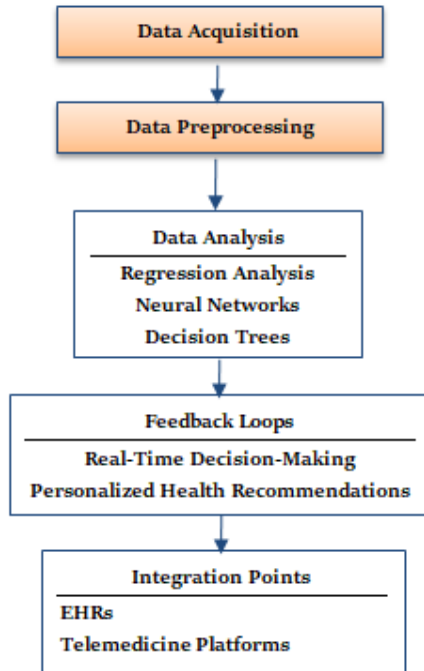 Data Acquisition
Data Preprocessing
Data Analysis
Regression Analysis
Neural Networks
Decision Trees
Feedback Loops
Real-Time Decision-Making
Personalized Health Recommendations
Integration Points
EHRs
Telemedicine Platforms